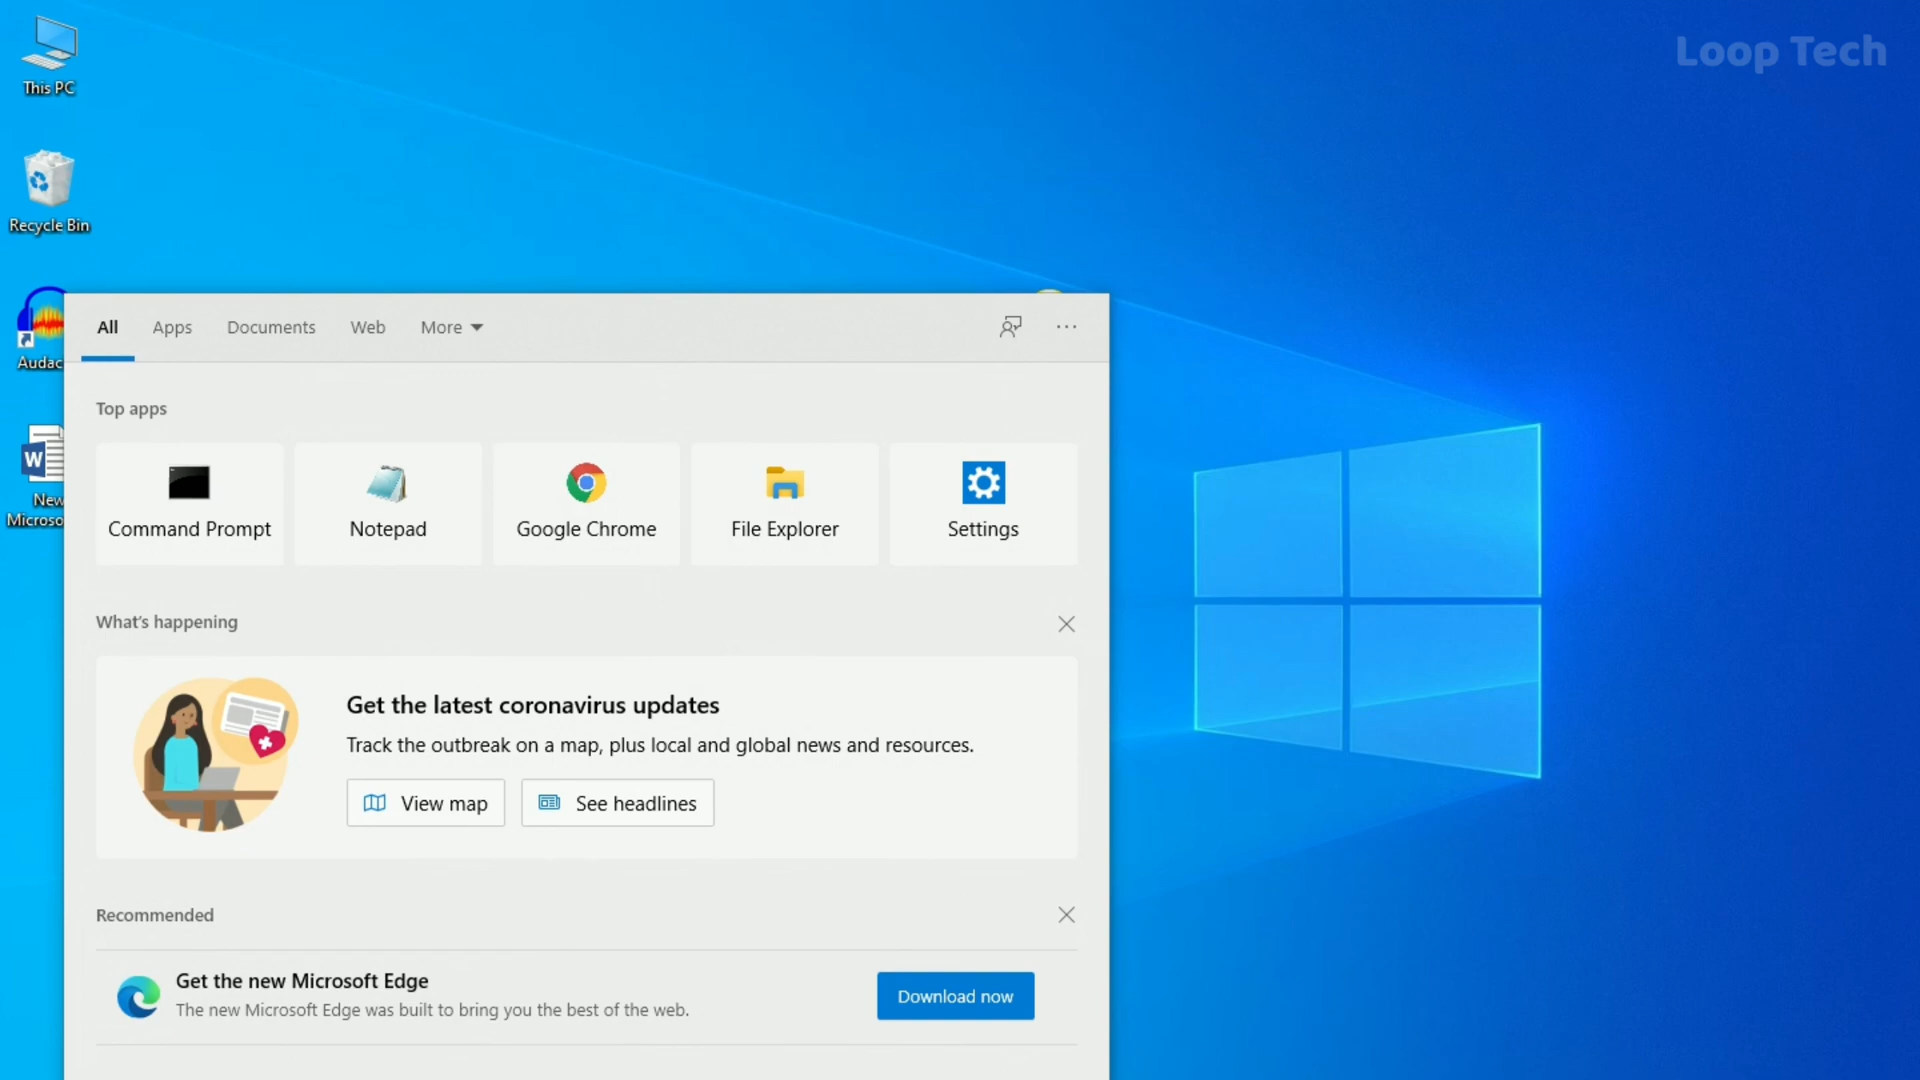 Loop Tech
This PC
Recycle Bin
Audac
W
New
Microso
All Apps Documents Web More
Top apps
Command Prompt Notepad Google Chrome File Explorer Settings
What's happening
Get the latest coronavirus updates
Track the outbreak on a map, plus local and global news and resources.
View map See headlines
Recommended
Get the new Microsoft Edge
The new Microsoft Edge was built to bring you the best of the web.
Download now